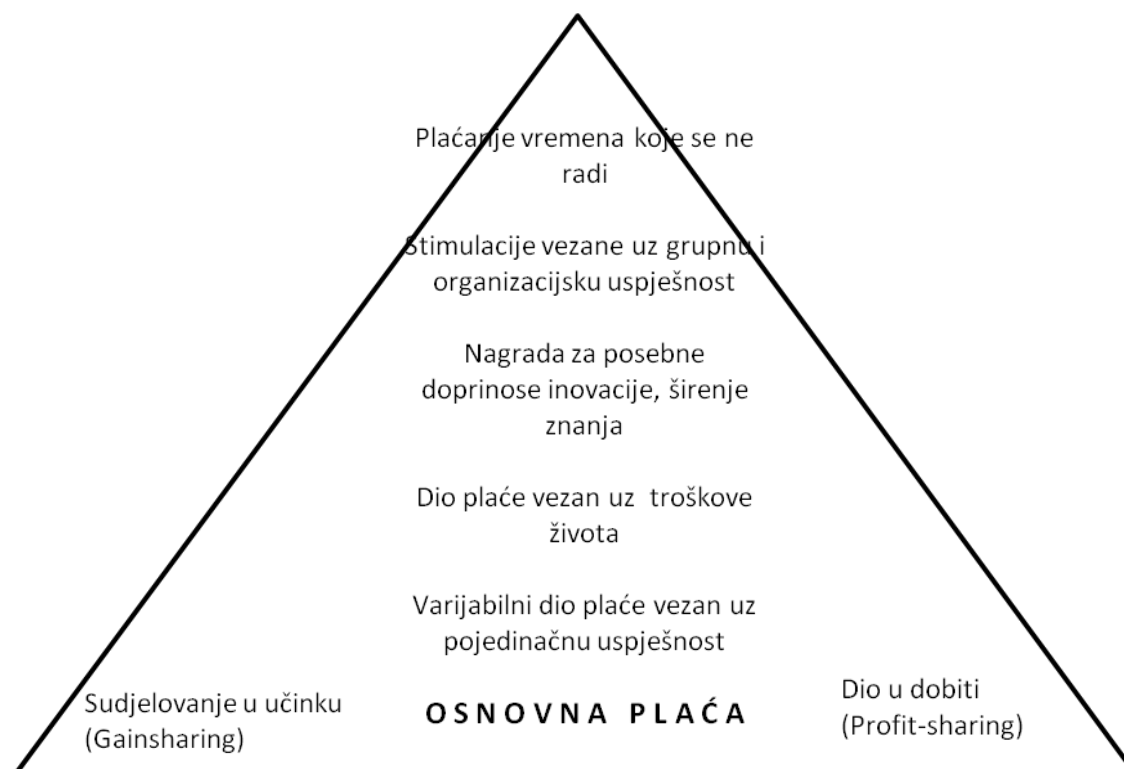 Plaćanje vremena koje se ne
radi
Stimulacije vezane uz grupnu i
organizacijsku uspješnost
Nagrada za posebne
doprinose inovacije, širenje
znanja
Dio plaće vezan uz troškove
života
Varijabilni dio plaće vezan uz
pojedinačnu uspješnost
Sudjelovanje u učinku
(Gainsharing)
OSNOVNA PLAĆA
Dio u dobiti
(Profit-sharing)